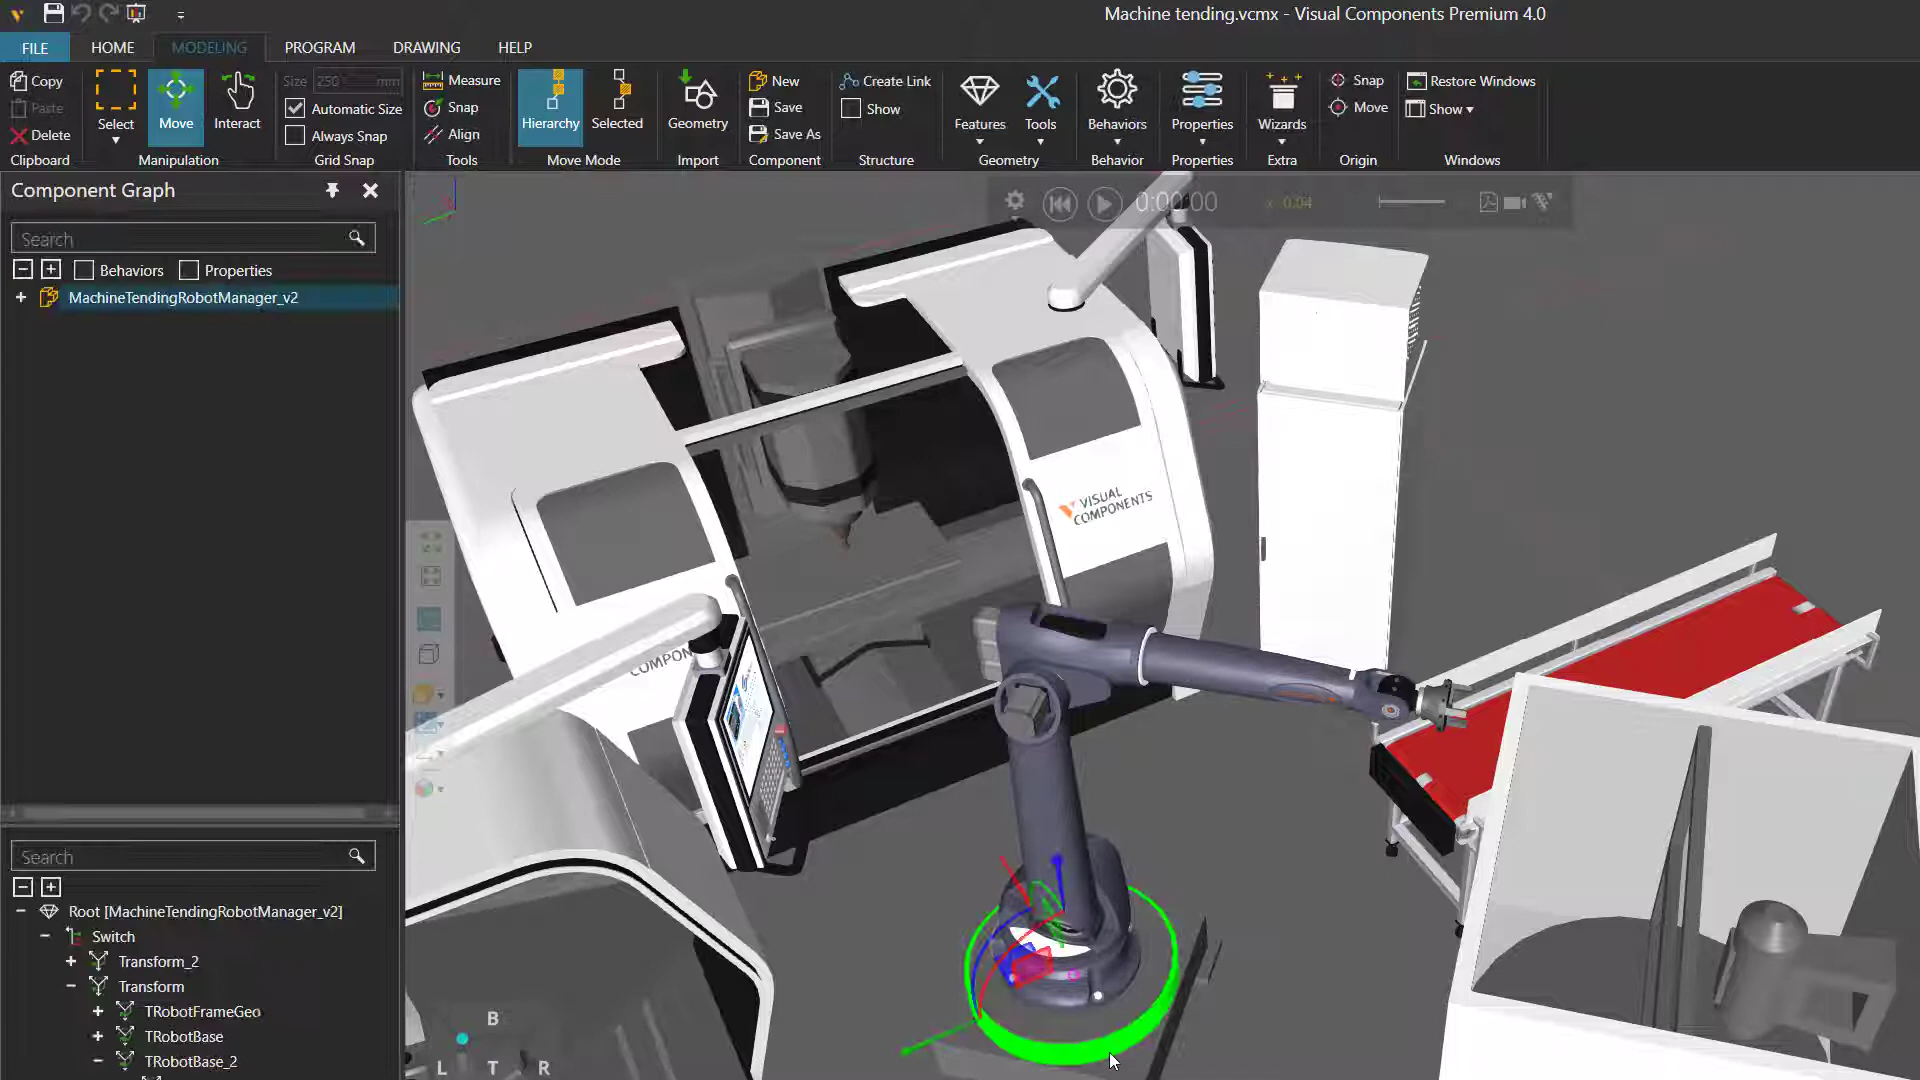 Machine tending.vcmx - Visual Components Premium 4.0
FILE HOME MODELING PROGRAM DRAWING HELP
Copy
Paste
Delete
Clipboard
Select
Move
Interact
Manipulation
Size 250 mm
Automatic Size
Always Snap
Grid Snap
Measure
Snap
Align
Tools
Hierarchy
Selected
Move Mode
Geometry
Import
New
Save
Save As
Component
Create Link
Show
Structure
Features
Tools
Geometry
Behaviors
Behavior
Properties
Properties
Wizards
Extra
Snap
Move
Origin
Restore Windows
Show
Windows
Component Graph
Search
Behaviors
Properties
MachineTendingRobotManager_v2
0:00:00
x 0.04
VISUAL
COMPONENTS
COMPON
Search
Root [MachineTendingRobotManager_v2]
Switch
Transform_2
Transform
TRobotFrameGeo
TRobotBase
TRobotBase_2
B
L T R